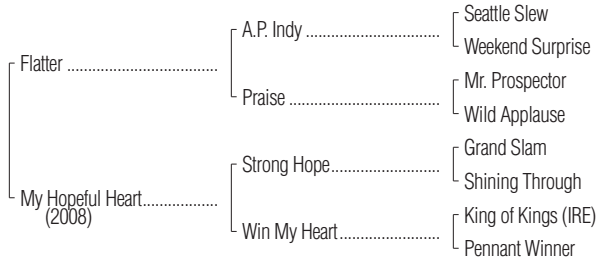 Seattle Slew
A.P. Indy ................................
Weekend Surprise
Flatter ....................................
Mr. Prospector
Praise ....................................
Wild Applause
Grand Slam
Strong Hope..........................
Shining Through
My Hopeful Heart..................
(2008)
King of Kings (IRE)
Win My Heart........................
Pennant Winner